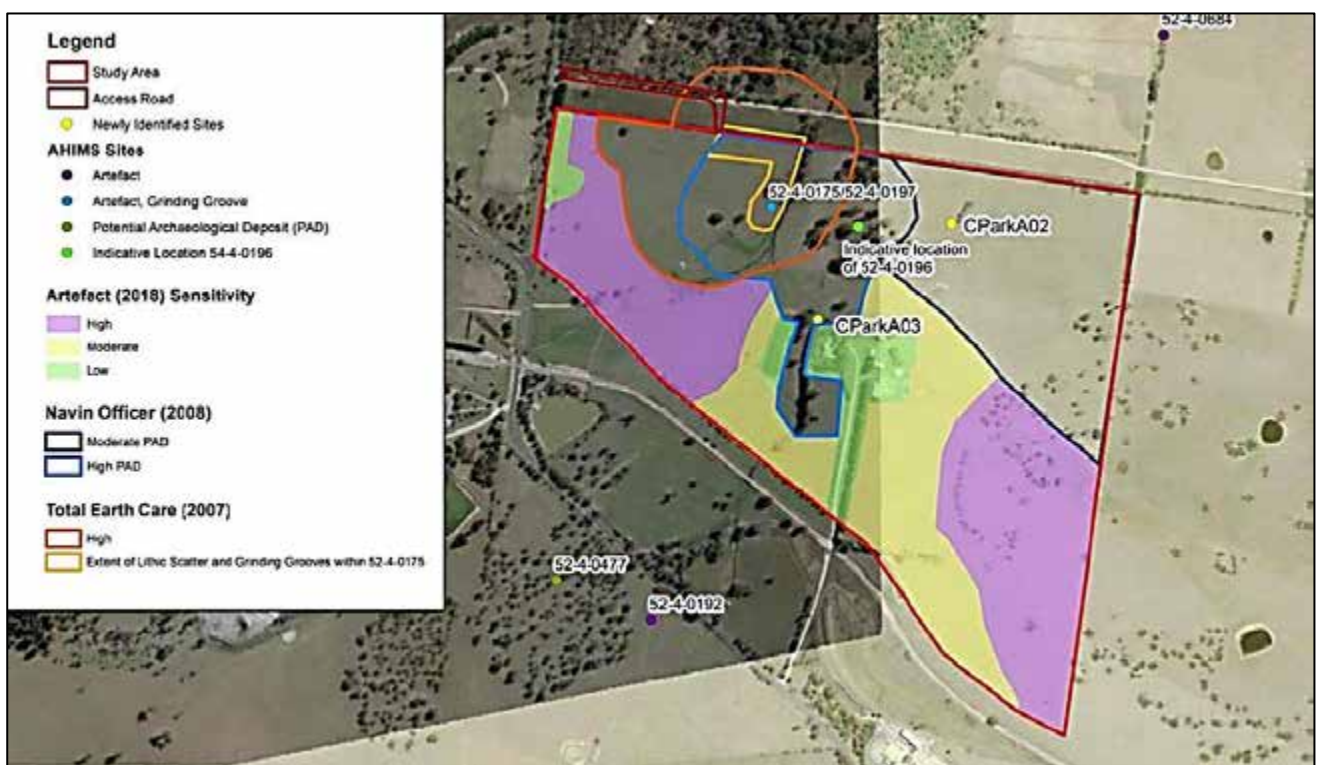 Legend
Study Area
Access Road
Newly Identified Sites
AHIMS Sites
Artefact
Artefact, Grinding Groove
Potential Archaeological Deposit (PAD)
Indicative Location 54-4-0196
Artefact (2018) Sensitivity
High
Moderate
Low
Navin Officer (2008)
Moderate PAD
High PAD
Total Earth Care (2007)
High
Extent of Lithic Scatter and Grinding Grooves within 52-4-0175
52-4-0684
52-4-0175/52-4-0197
CParkA02
Indicative location
of 52-4-0196
CParkA03
52-4-0477
52-4-0192